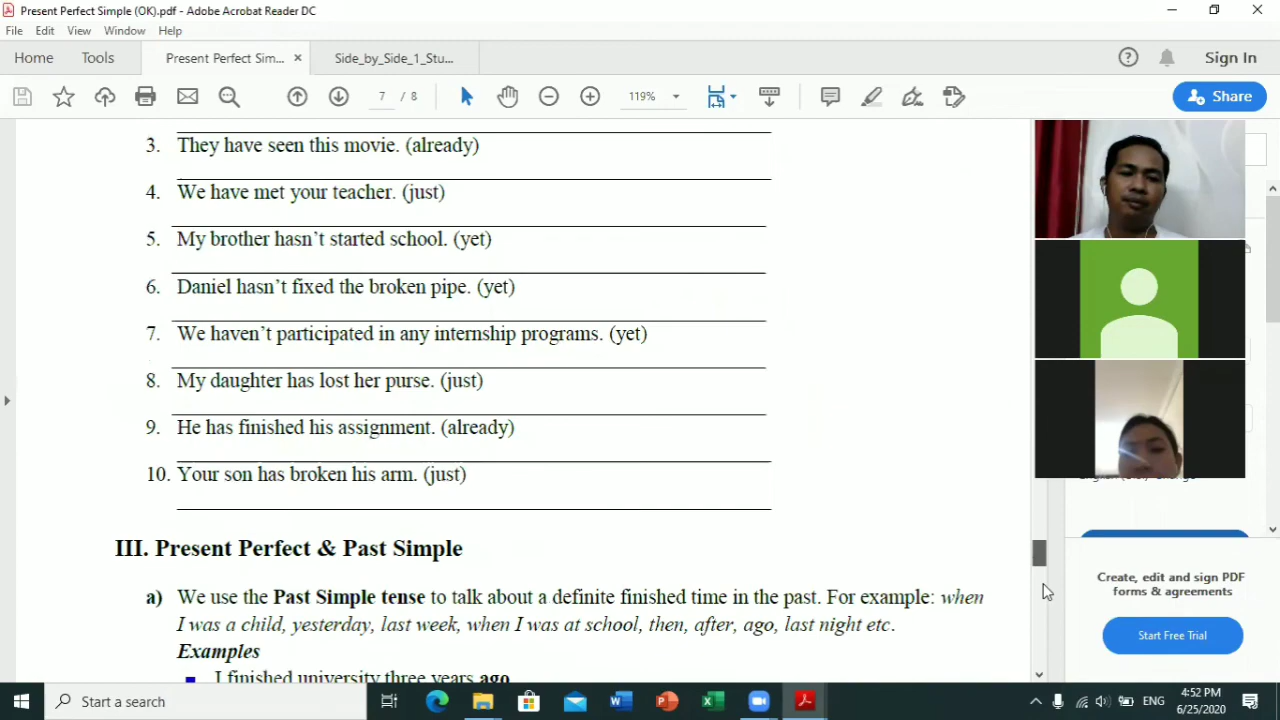 Present Perfect Simple (OK).pdf - Adobe Acrobat Reader DC
File Edit View Window Help
Home Tools Present Perfect Sim... × Side_by_Side_1_Stu... Sign In
7 / 8 119% Share
3. They have seen this movie. (already)
4. We have met your teacher. (just)
5. My brother hasn't started school. (yet)
6. Daniel hasn't fixed the broken pipe. (yet)
7. We haven't participated in any internship programs. (yet)
8. My daughter has lost her purse. (just)
9. He has finished his assignment. (already)
10. Your son has broken his arm. (just)
III. Present Perfect & Past Simple
a) We use the Past Simple tense to talk about a definite finished time in the past. For example: when
I was a child, yesterday, last week, when I was at school, then, after, ago, last night etc.
Examples
I finished university three years ago
Create, edit and sign PDF
forms & agreements
Start Free Trial
Start a search
ENG
4:52 PM
6/25/2020